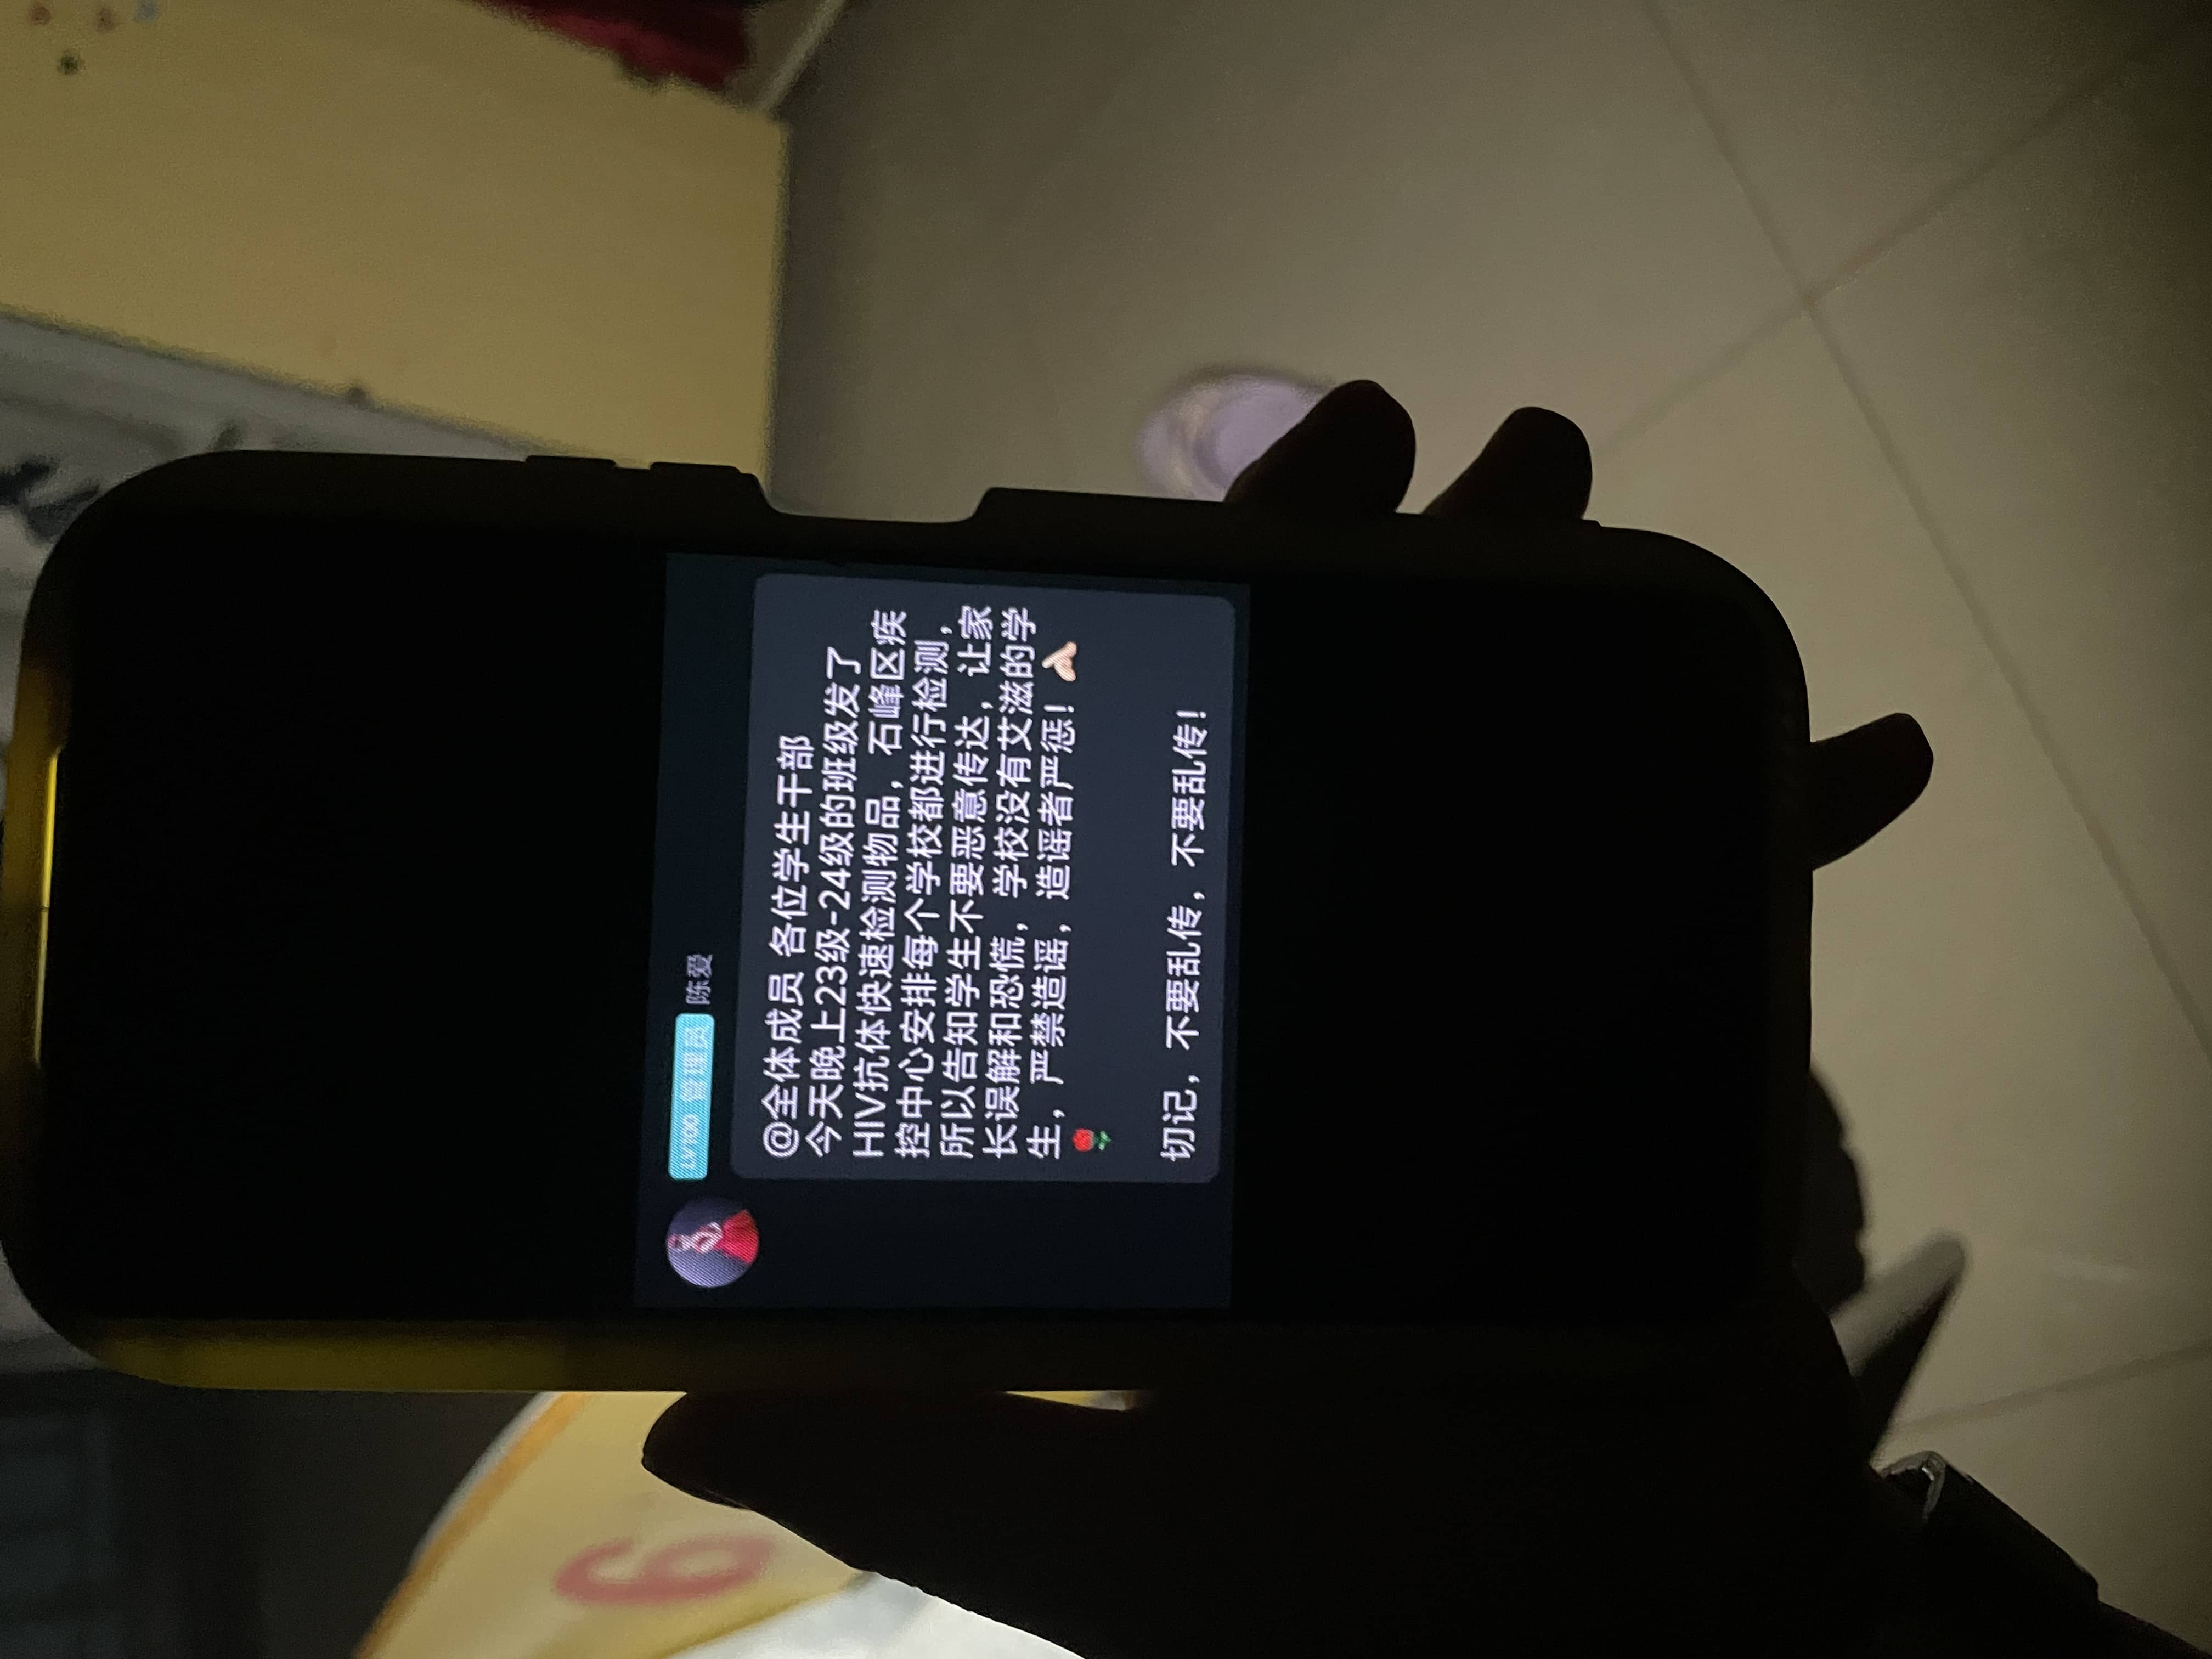 6
LV100 管理员 陈爱
@全体成员 各位学生干部
今天晚上23级-24级的班级发了
HIV抗体快速检测物品，石峰区疾
控中心安排每个学校都进行检测，
所以告知学生不要恶意传达，让家
长误解和恐慌，学校没有艾滋的学
生，严禁造谣，造谣者严惩！🙏🏻
🌹
切记，不要乱传，不要乱传！